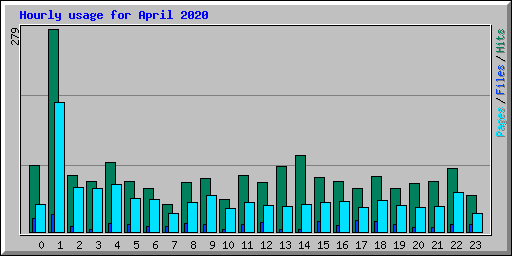 Hourly usage for April 2020
279
Pages/Files/Hits
0 1 2 3 4 5 6 7 8 9 10 11 12 13 14 15 16 17 18 19 20 21 22 23